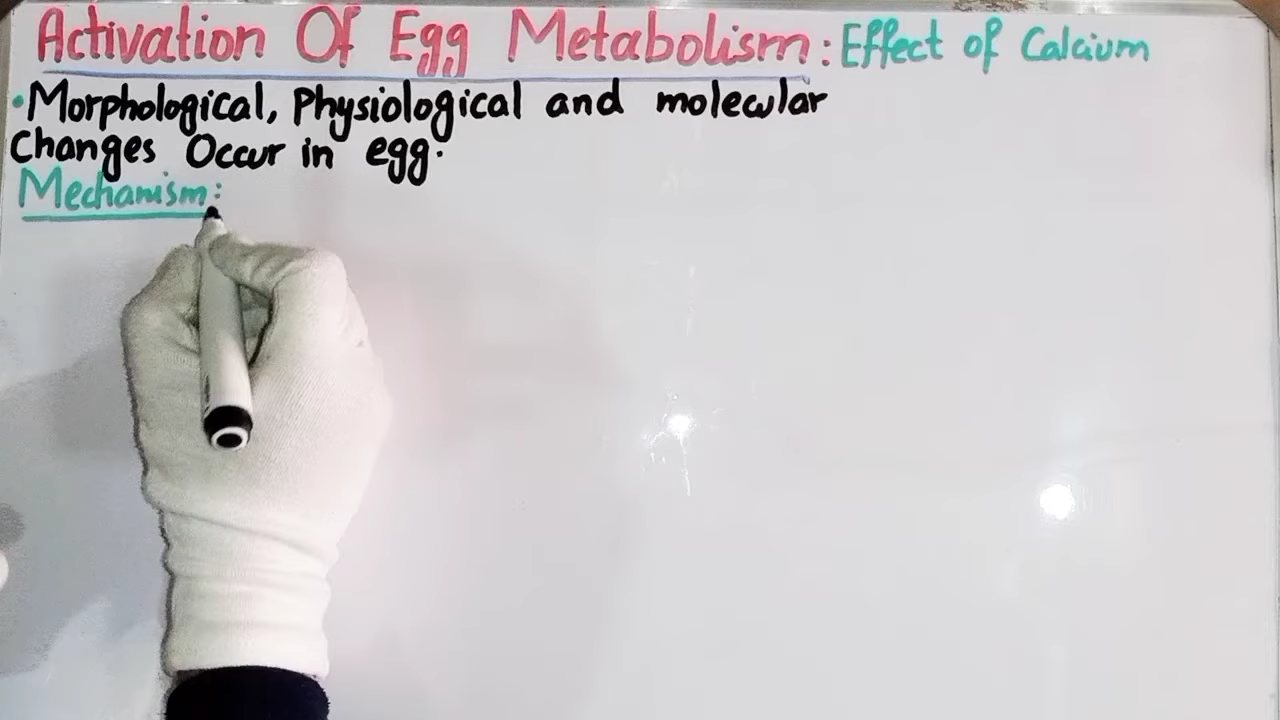 Activation Of Egg Metabolism: Effect of Calcium
•Morphological, Physiological and molecular
Changes Occur in egg.
Mechanism: